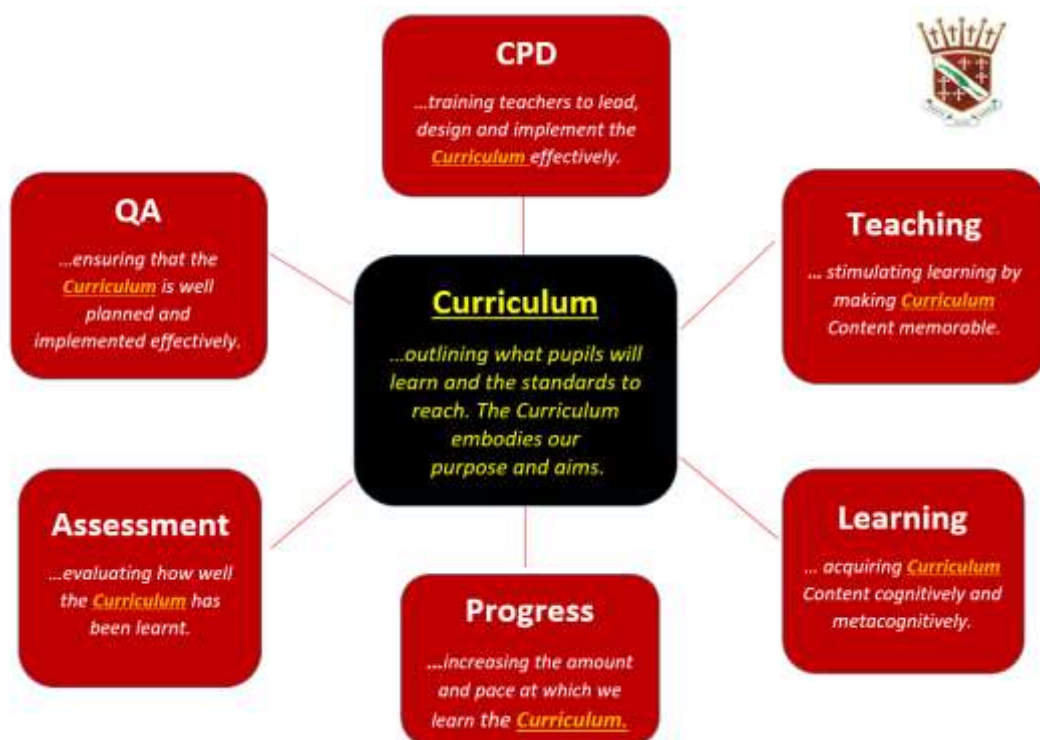 CPD
...training teachers to lead,
design and implement the
Curriculum effectively.
QA
...ensuring that the
Curriculum is well
planned and
implemented effectively.
Teaching
... stimulating learning by
making Curriculum
Content memorable.
Curriculum
...outlining what pupils will
learn and the standards to
reach. The Curriculum
embodies our
purpose and aims.
Assessment
...evaluating how well
the Curriculum has
been learnt.
Learning
... acquiring Curriculum
Content cognitively and
metacognitively.
Progress
...increasing the amount
and pace at which we
learn the Curriculum.